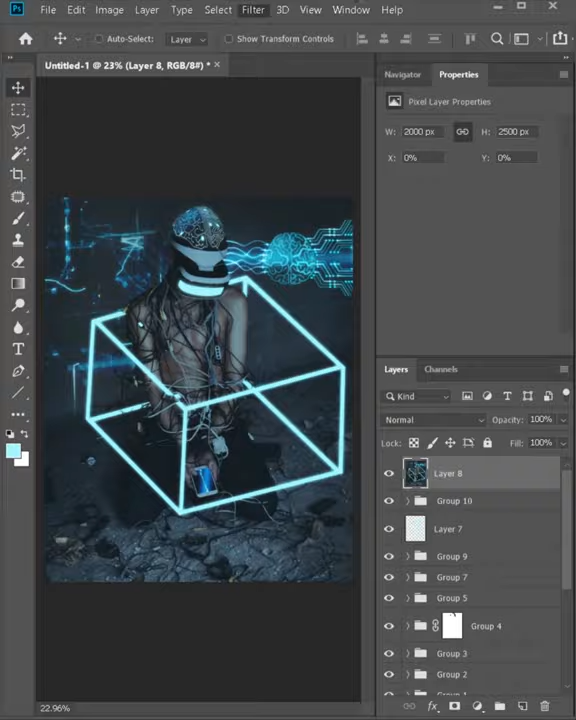 Ps File Edit Image Layer Type Select Filter 3D View Window Help
Auto-Select: Layer Show Transform Controls
Untitled-1 @ 23% (Layer 8, RGB/8#) * ×
Navigator Properties
Pixel Layer Properties
W: 2000 px H: 2500 px
X: 0% Y: 0%
Layers Channels
Kind
Normal Opacity: 100%
Lock: Fill: 100%
Layer 8
Group 10
Layer 7
Group 9
Group 7
Group 5
Group 4
Group 3
Group 2
Group 1
22.96%